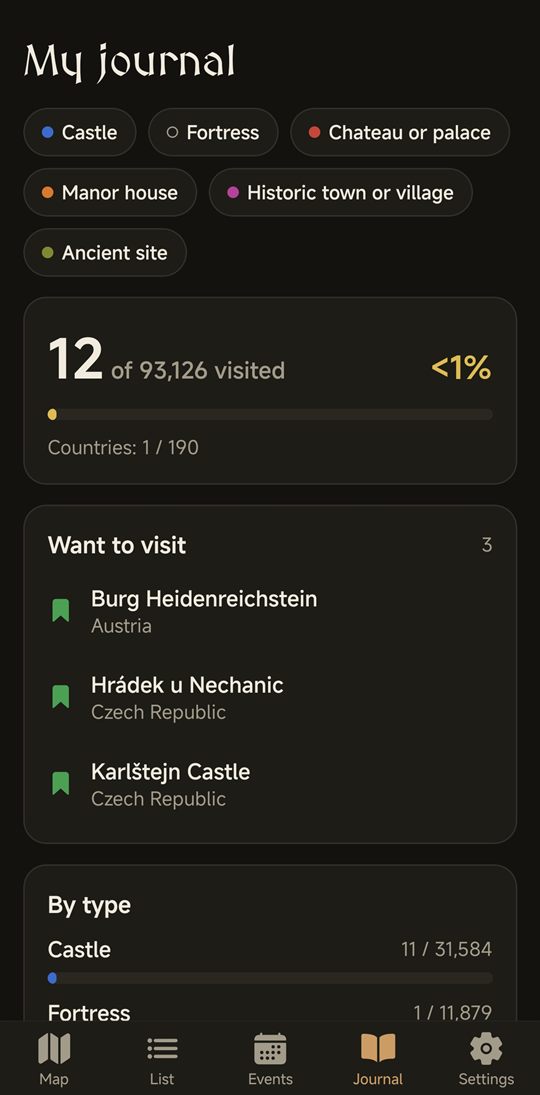 My journal
Castle
Fortress
Chateau or palace
Manor house
Historic town or village
Ancient site
12 of 93,126 visited
<1%
Countries: 1 / 190
Want to visit
3
Burg Heidenreichstein
Austria
Hrádek u Nechanic
Czech Republic
Karlštejn Castle
Czech Republic
By type
Castle
11 / 31,584
Fortress
1 / 11,879
Map
List
Events
Journal
Settings